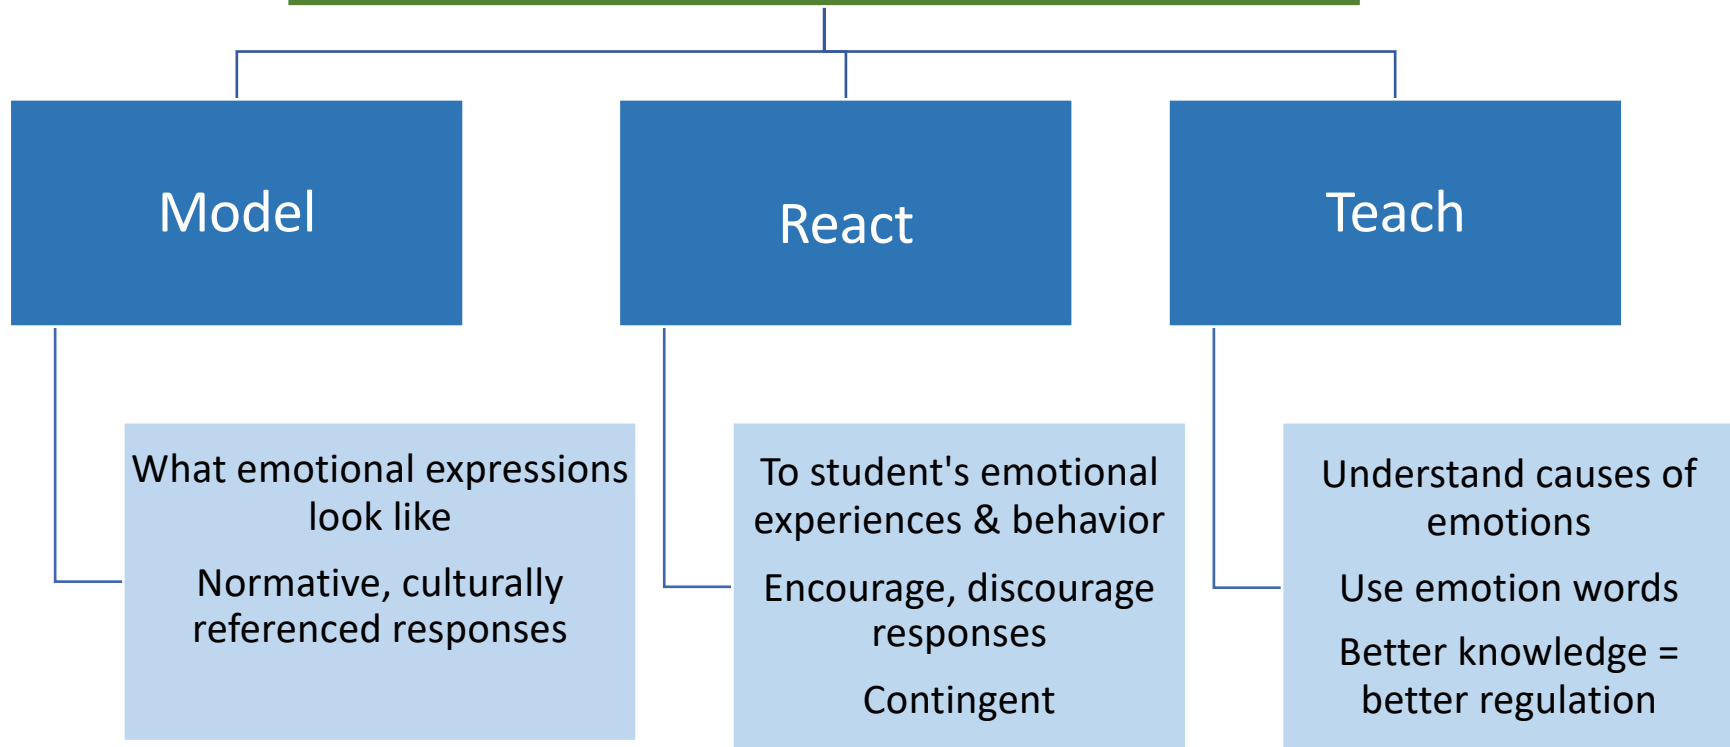 Model
React
Teach
What emotional expressions
look like
Normative, culturally
referenced responses
To student's emotional
experiences & behavior
Encourage, discourage
responses
Contingent
Understand causes of
emotions
Use emotion words
Better knowledge =
better regulation